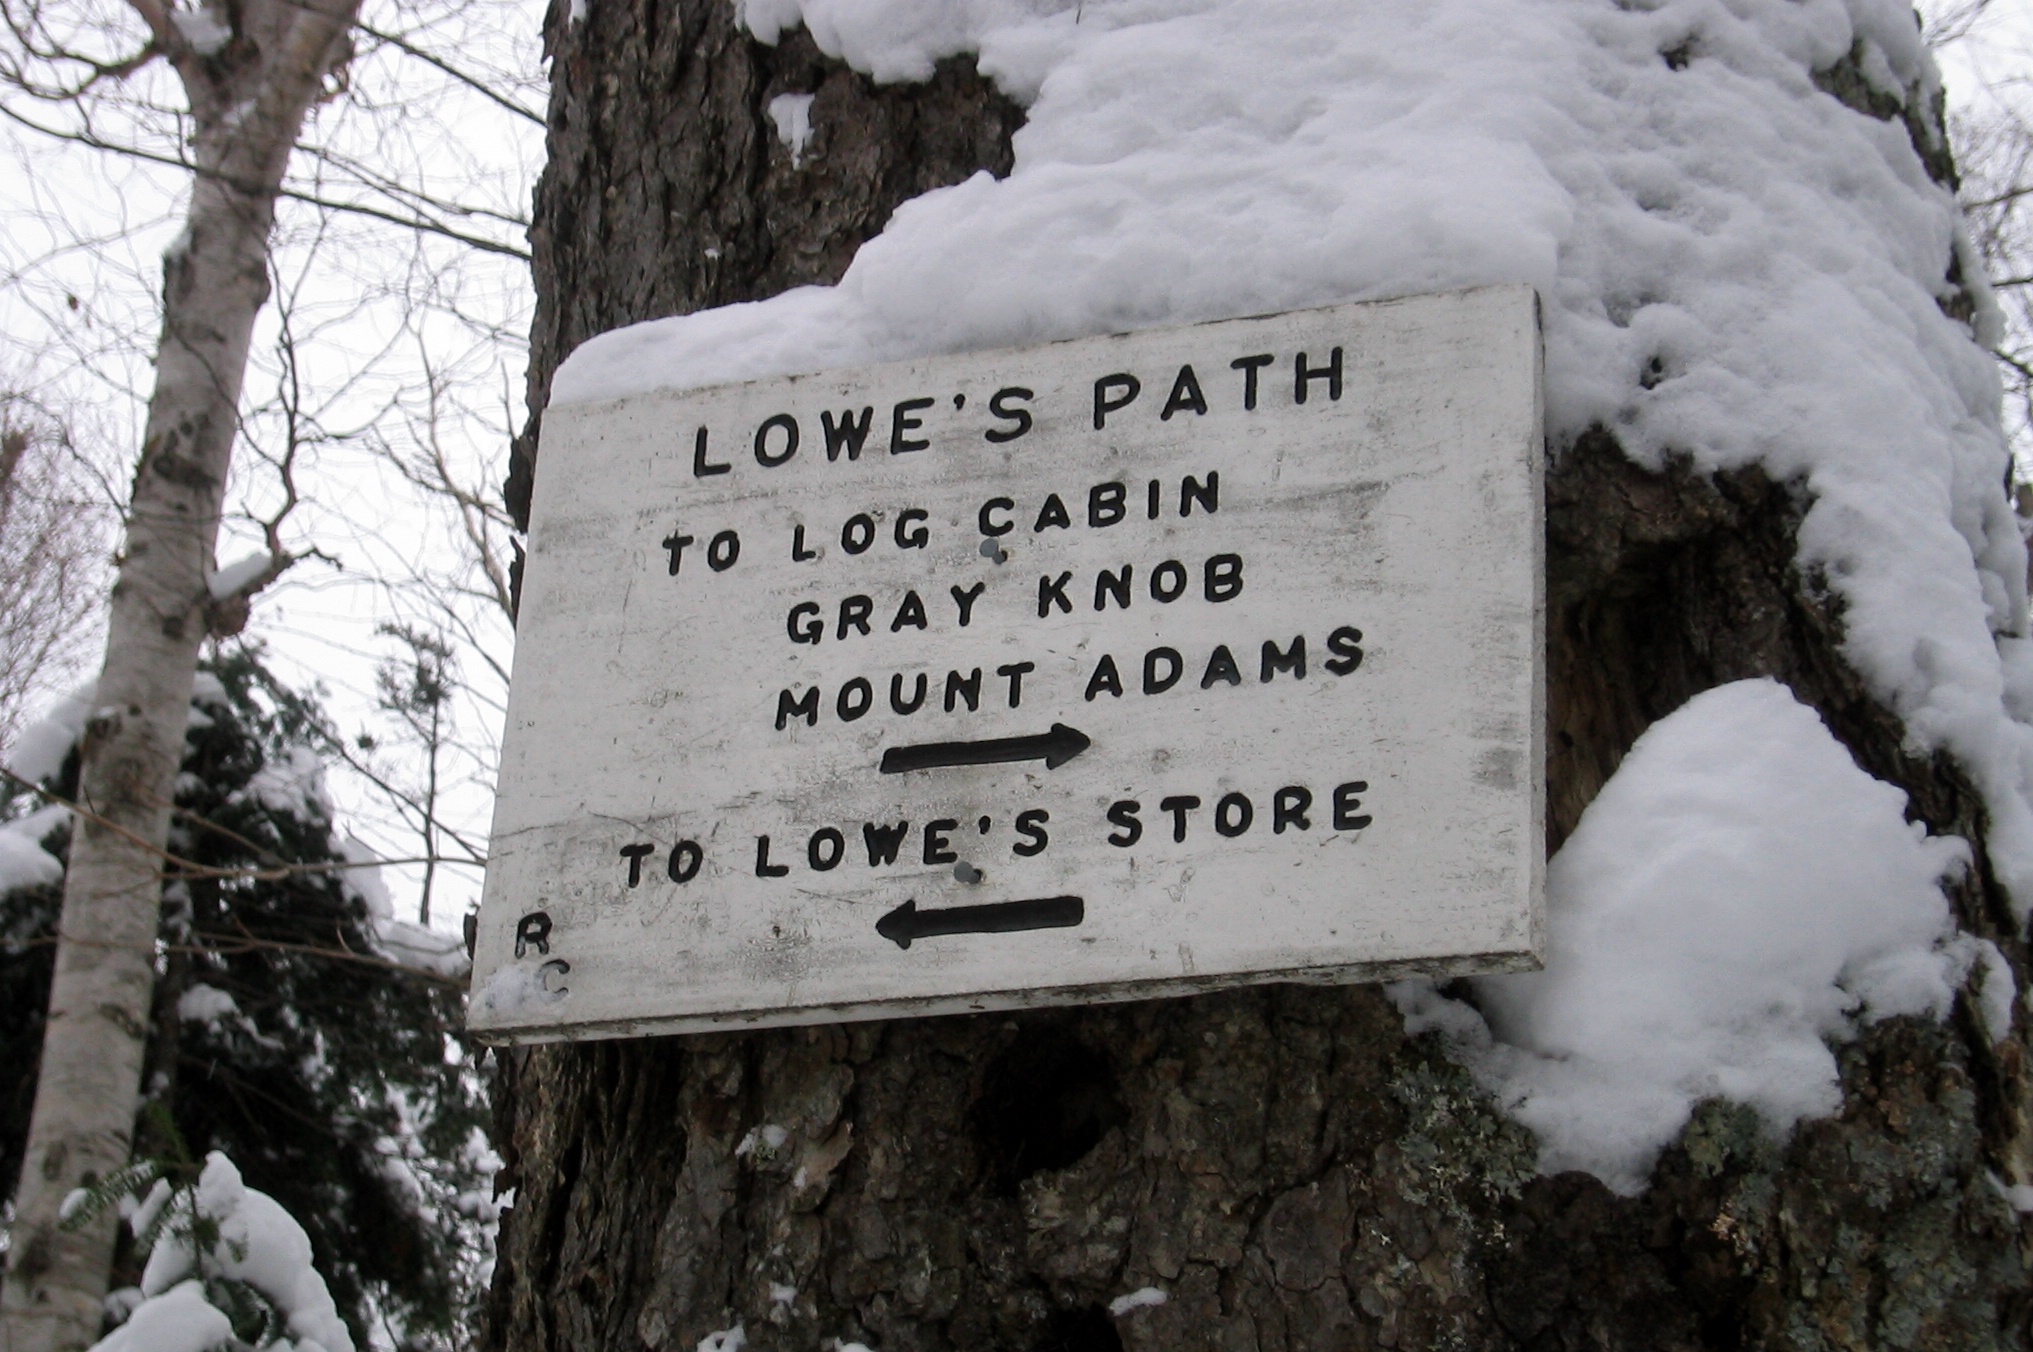 LOWE'S PATH
TO LOG CABIN
GRAY KNOB
MOUNT ADAMS
TO LOWE'S STORE
R
C